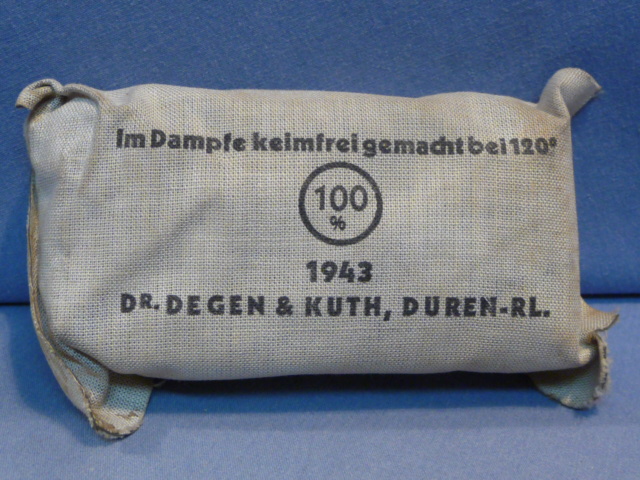 Im Dampfe keimfrei gemacht bei 120°
100
%
1943
DR. DEGEN & KUTH, DUREN-RL.